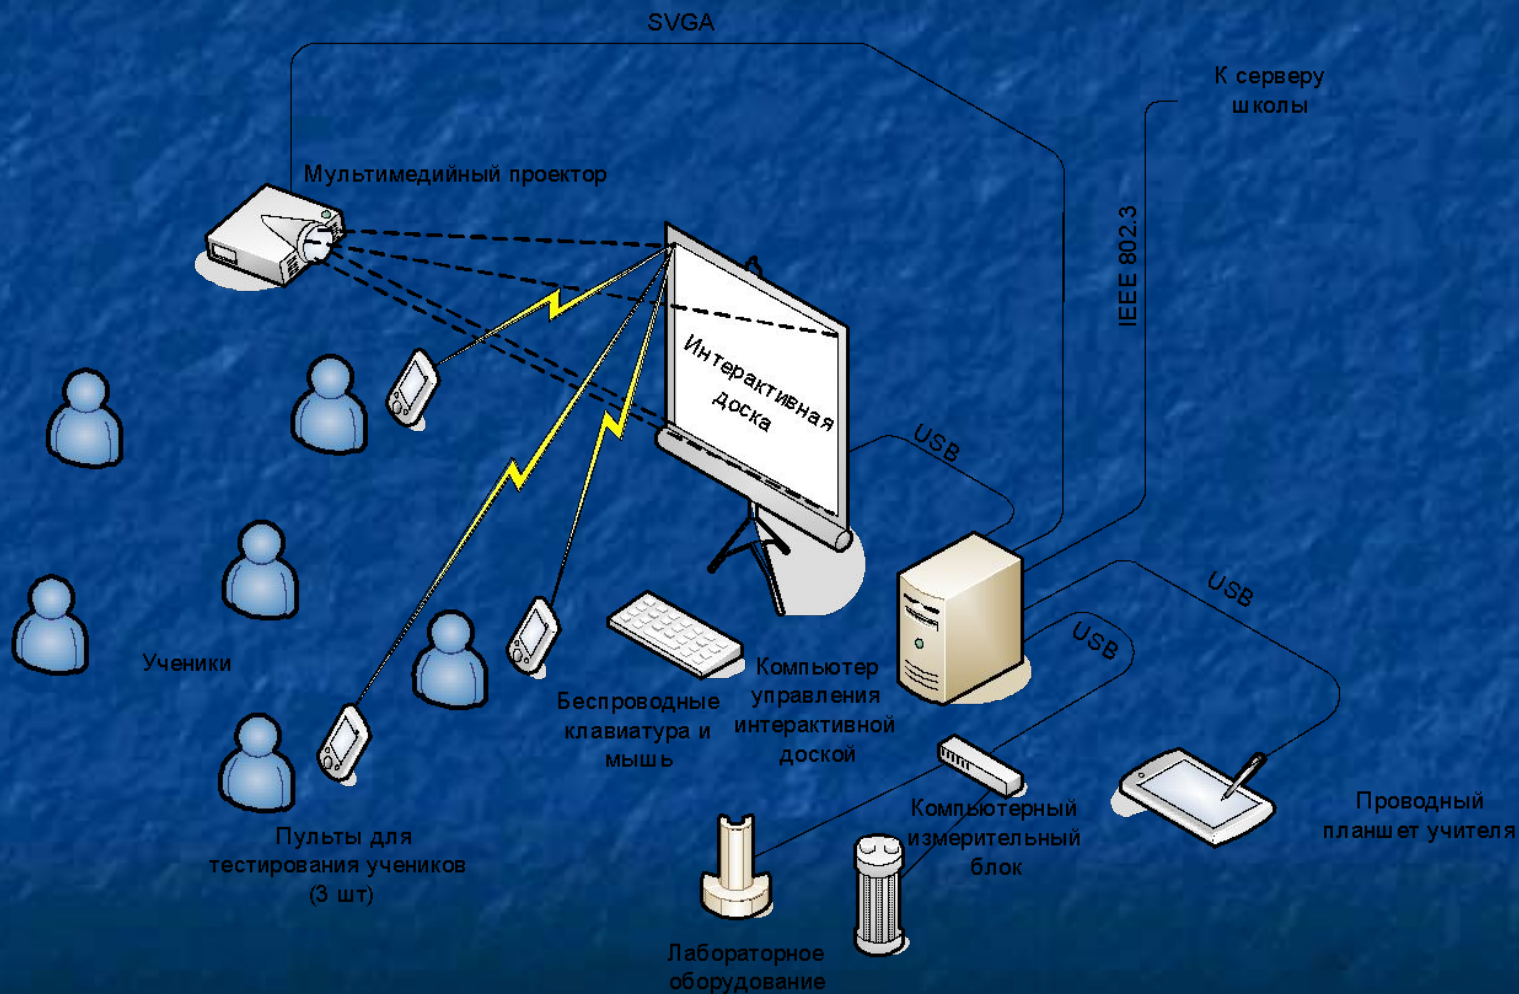 SVGA
К серверу
школы
Мультимедийный проектор
IEEE 802.3
Интерактивная
доска
USB
USB
USB
Ученики
Беспроводные
клавиатура и
мышь
Компьютер
управления
интерактивной
доской
Компьютерный
измерительный
блок
Проводный
планшет учителя
Пульты для
тестирования учеников
(3 шт)
Лабораторное
оборудование